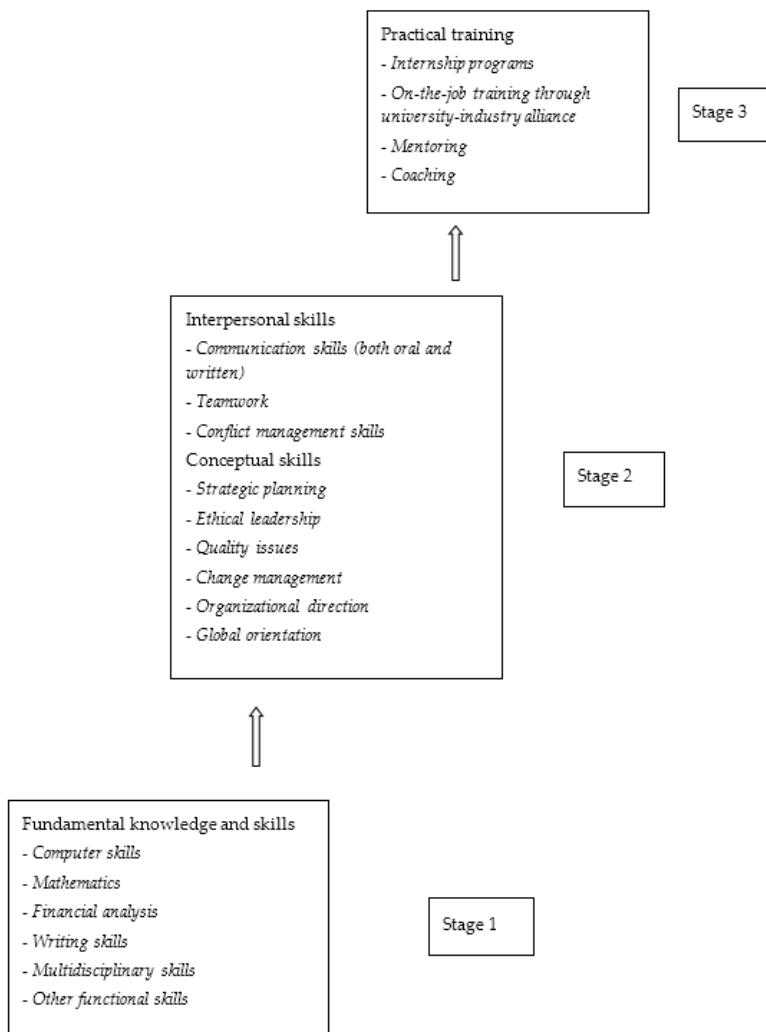 Practical training
- Internship programs
- On-the-job training through
university-industry alliance
- Mentoring
- Coaching
Stage 3
Interpersonal skills
- Communication skills (both oral and
written)
- Teamwork
- Conflict management skills
Conceptual skills
- Strategic planning
- Ethical leadership
- Quality issues
- Change management
- Organizational direction
- Global orientation
Stage 2
Fundamental knowledge and skills
- Computer skills
- Mathematics
- Financial analysis
- Writing skills
- Multidisciplinary skills
- Other functional skills
Stage 1